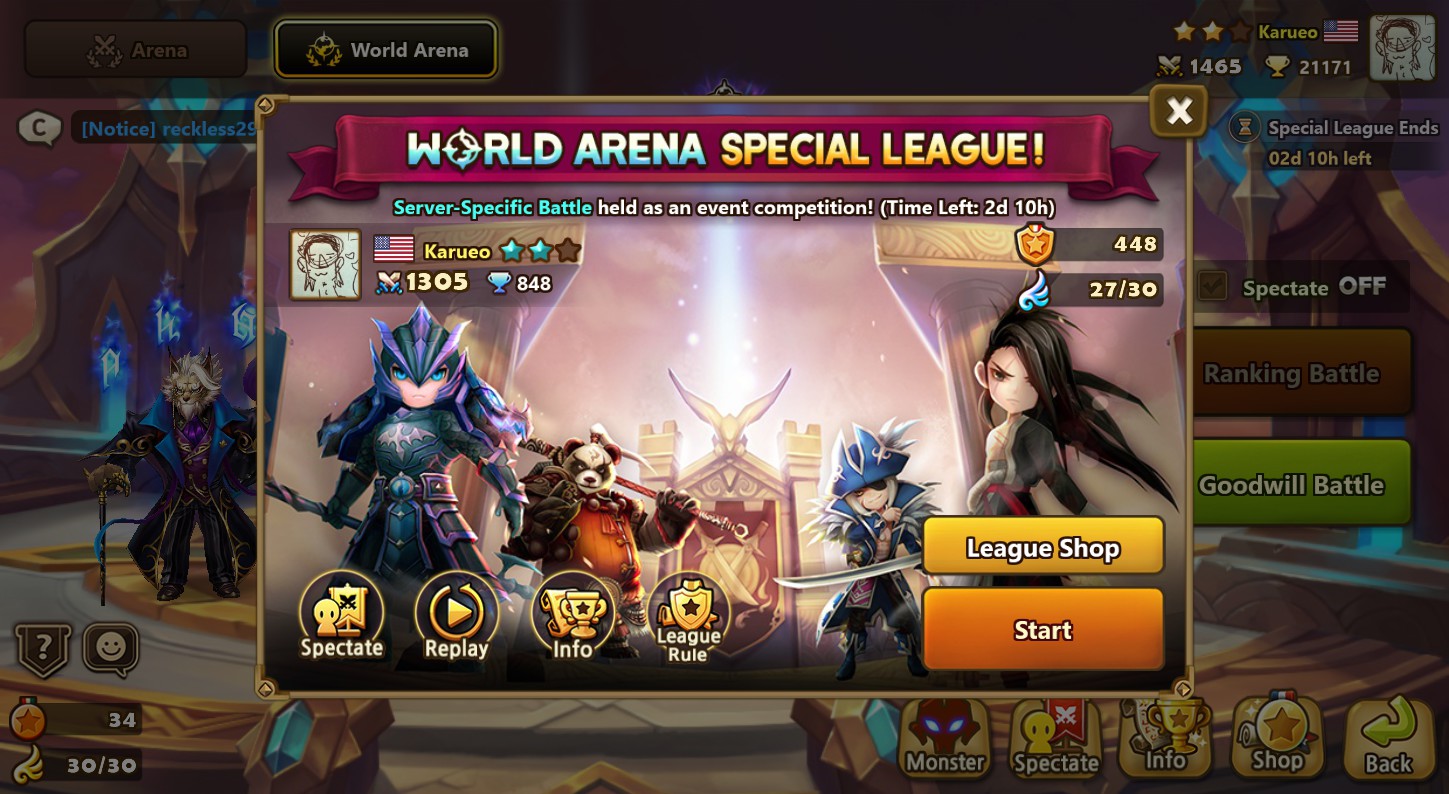 Arena
World Arena
Karueo
1465
21171
C
[Notice] reckless29
Special League Ends
02d 10h left
WORLD ARENA SPECIAL LEAGUE!
Server-Specific Battle held as an event competition! (Time Left: 2d 10h)
Karueo
1305
848
448
27/30
Spectate OFF
Ranking Battle
Goodwill Battle
League Shop
Start
Spectate
Replay
Info
League
Rule
?
34
30/30
Monster
Spectate
Info
Shop
Back